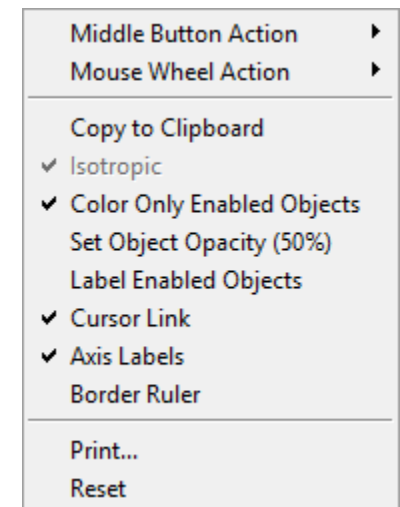 Middle Button Action
Mouse Wheel Action
Copy to Clipboard
Isotropic
Color Only Enabled Objects
Set Object Opacity (50%)
Label Enabled Objects
Cursor Link
Axis Labels
Border Ruler
Print...
Reset